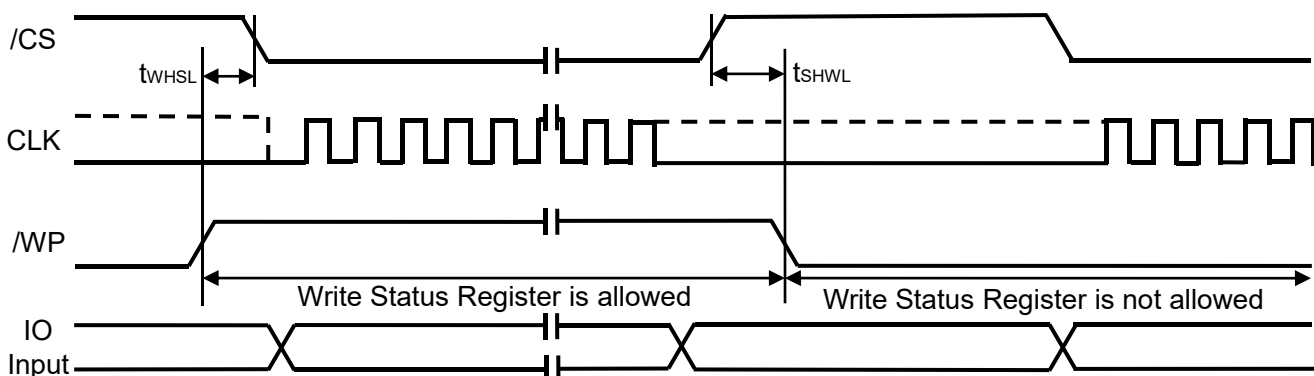 /CS
tWHSL
tSHWL
CLK
/WP
Write Status Register is allowed
Write Status Register is not allowed
IO
Input